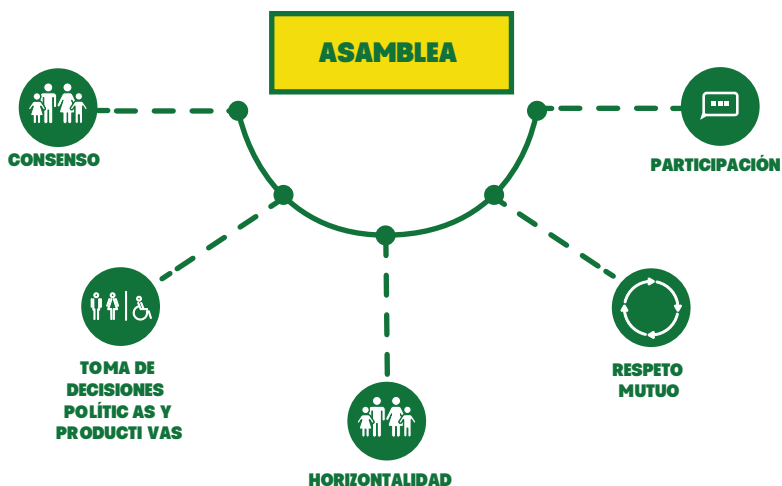 ASAMBLEA
CONSENSO
PARTICIPACIÓN
TOMA DE
DECISIONES
POLÍTIC AS Y
PRODUCTI VAS
RESPETO
MUTUO
HORIZONTALIDAD